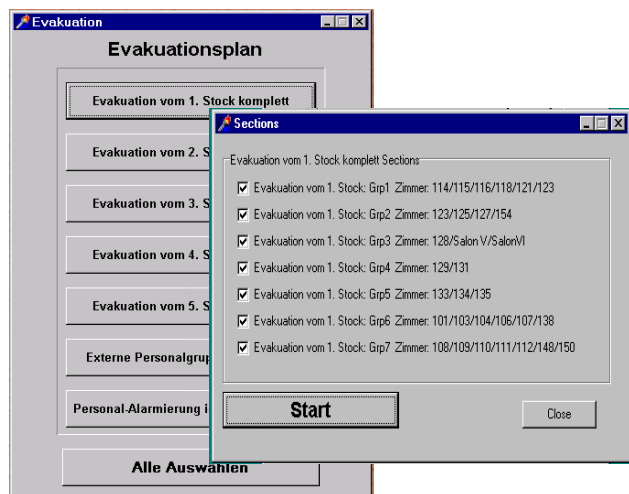 Evakuation
Evakuationsplan
Evakuation vom 1. Stock komplett
Evakuation vom 2. S
Evakuation vom 3. S
Evakuation vom 4. S
Evakuation vom 5. S
Externe Personalgrup
Personal-Alarmierung i
Alle Auswählen
Sections
Evakuation vom 1. Stock komplett Sections
Evakuation vom 1. Stock: Grp1 Zimmer: 114/115/116/118/121/123
Evakuation vom 1. Stock: Grp2 Zimmer: 123/125/127/154
Evakuation vom 1. Stock: Grp3 Zimmer: 128/Salon V/SalonVI
Evakuation vom 1. Stock: Grp4 Zimmer: 129/131
Evakuation vom 1. Stock: Grp5 Zimmer: 133/134/135
Evakuation vom 1. Stock: Grp6 Zimmer: 101/103/104/106/107/138
Evakuation vom 1. Stock: Grp7 Zimmer: 108/109/110/111/112/148/150
Start
Close